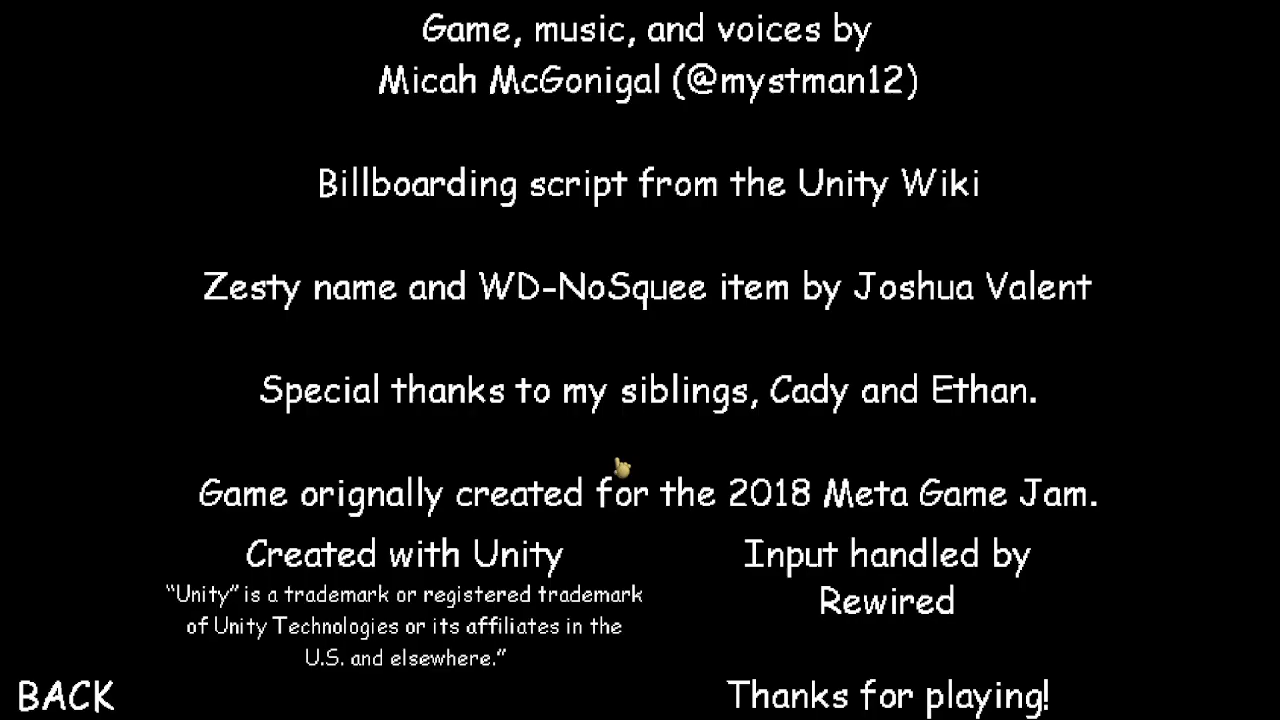 Game, music, and voices by
Micah McGonigal (@mystman12)
Billboarding script from the Unity Wiki
Zesty name and WD-NoSquee item by Joshua Valent
Special thanks to my siblings, Cady and Ethan.
Game orignally created for the 2018 Meta Game Jam.
Created with Unity
“Unity” is a trademark or registered trademark
of Unity Technologies or its affiliates in the
U.S. and elsewhere.”
Input handled by
Rewired
BACK
Thanks for playing!